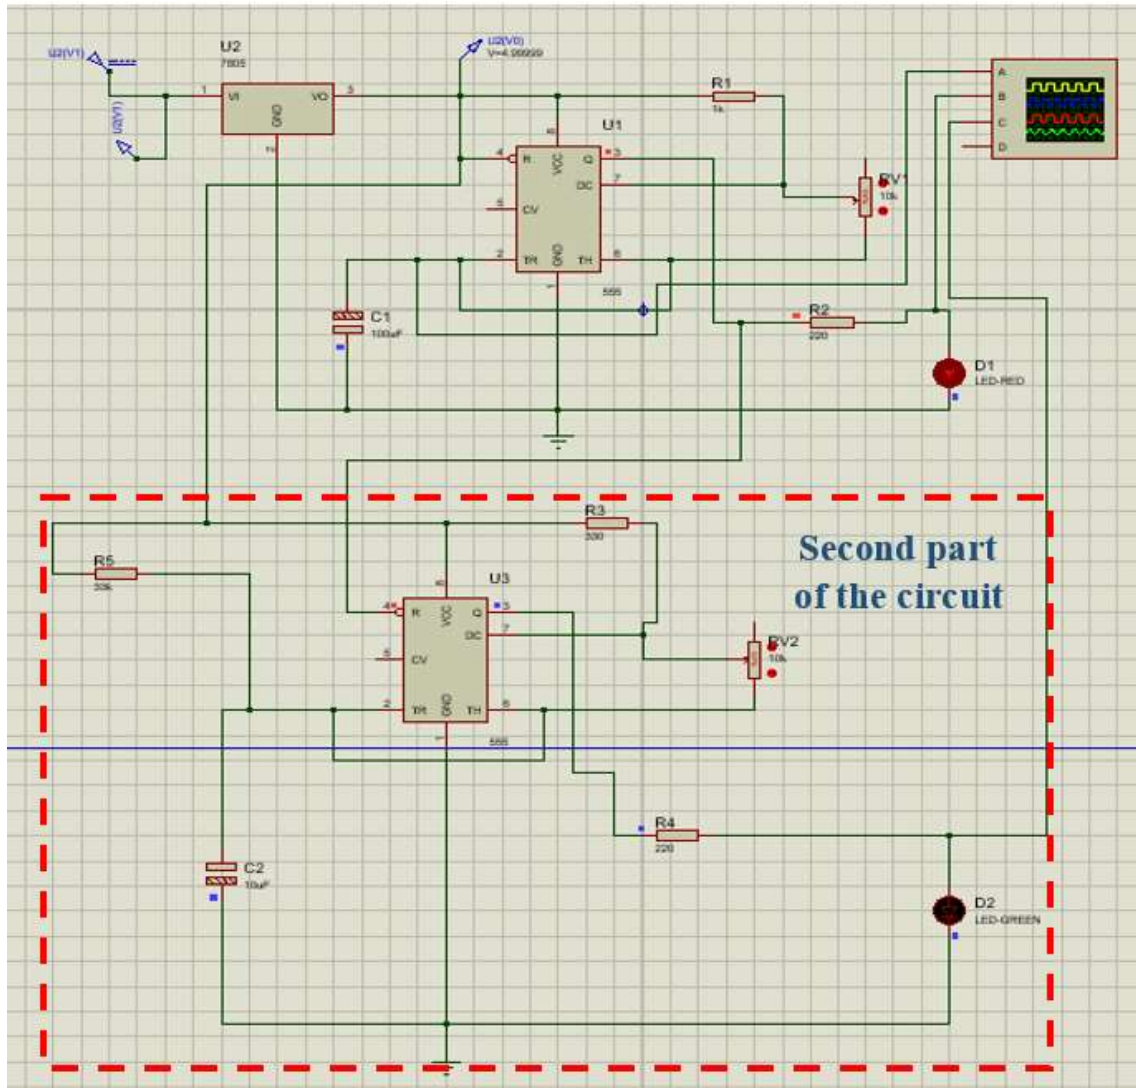 U2(V1)
U2
7805
U2(V0)
V=4.99999
U2(V1)
1
VI
VO
3
GND
2
R1
1k
A
B
C
D
U1
8
4
R
VCC
Q
3
DC
7
5
CV
2
TR
GND
TH
6
1
555
RV1
10k
C1
100uF
R2
220
D1
LED-RED
R3
330
Second part
of the circuit
R5
33k
U3
8
4
R
VCC
Q
3
DC
7
5
CV
2
TR
GND
TH
6
1
555
RV2
10k
R4
220
C2
10uF
D2
LED-GREEN